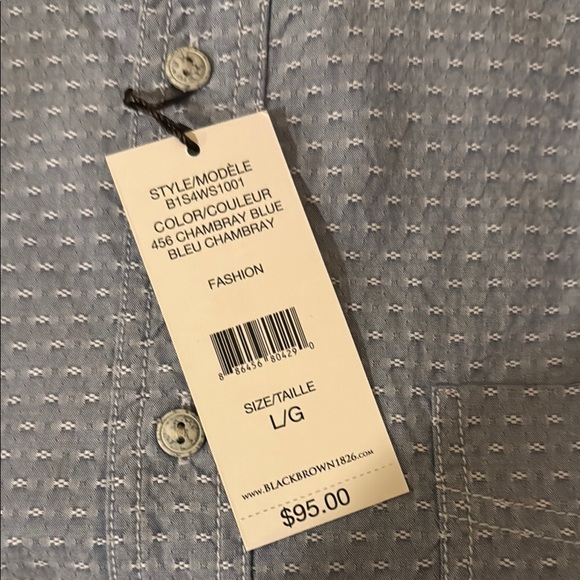 STYLE/MODÈLE
B1S4WS1001
COLOR/COULEUR
456 CHAMBRAY BLUE
BLEU CHAMBRAY
FASHION
8 86456 80429 0
SIZE/TAILLE
L/G
www.BLACKBROWN1826.com
$95.00